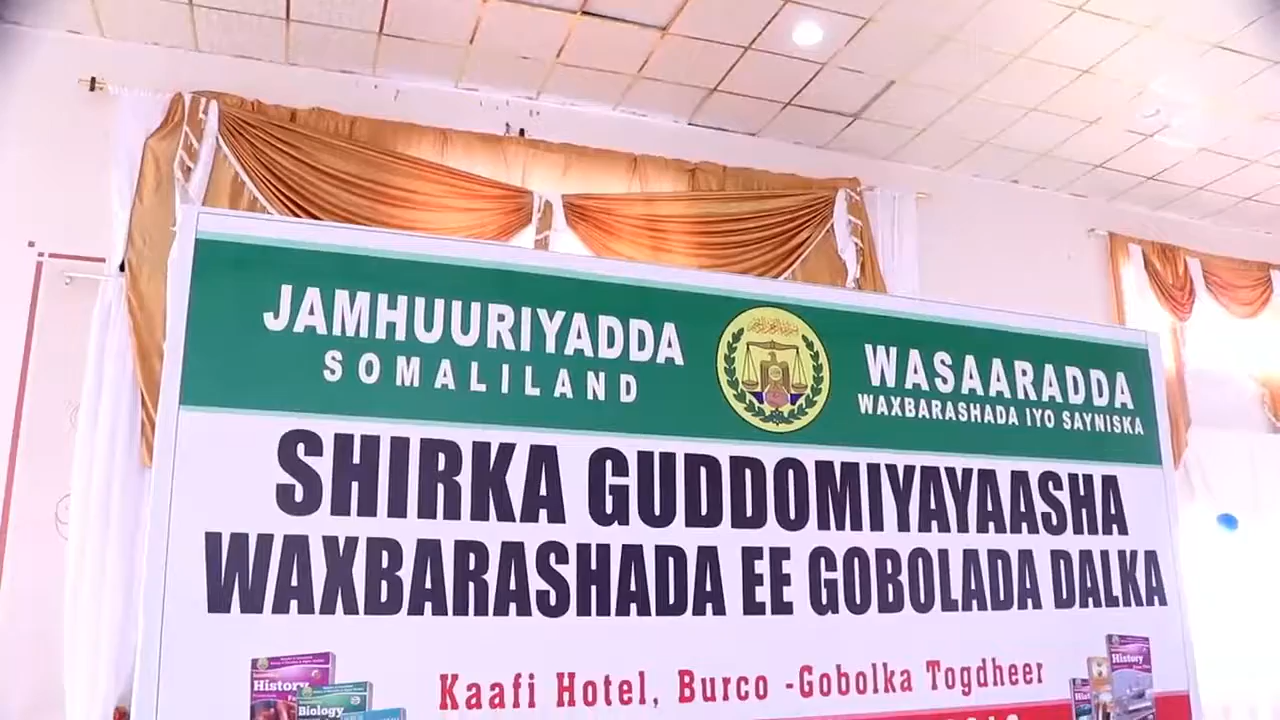 JAMHUURIYADDA
SOMALILAND
WASAARADDA
WAXBARASHADA IYO SAYNISKA
SHIRKA GUDDOMIYAYAASHA
WAXBARASHADA EE GOBOLADA DALKA
Kaafi Hotel, Burco -Gobolka Togdheer
History
Biology
History